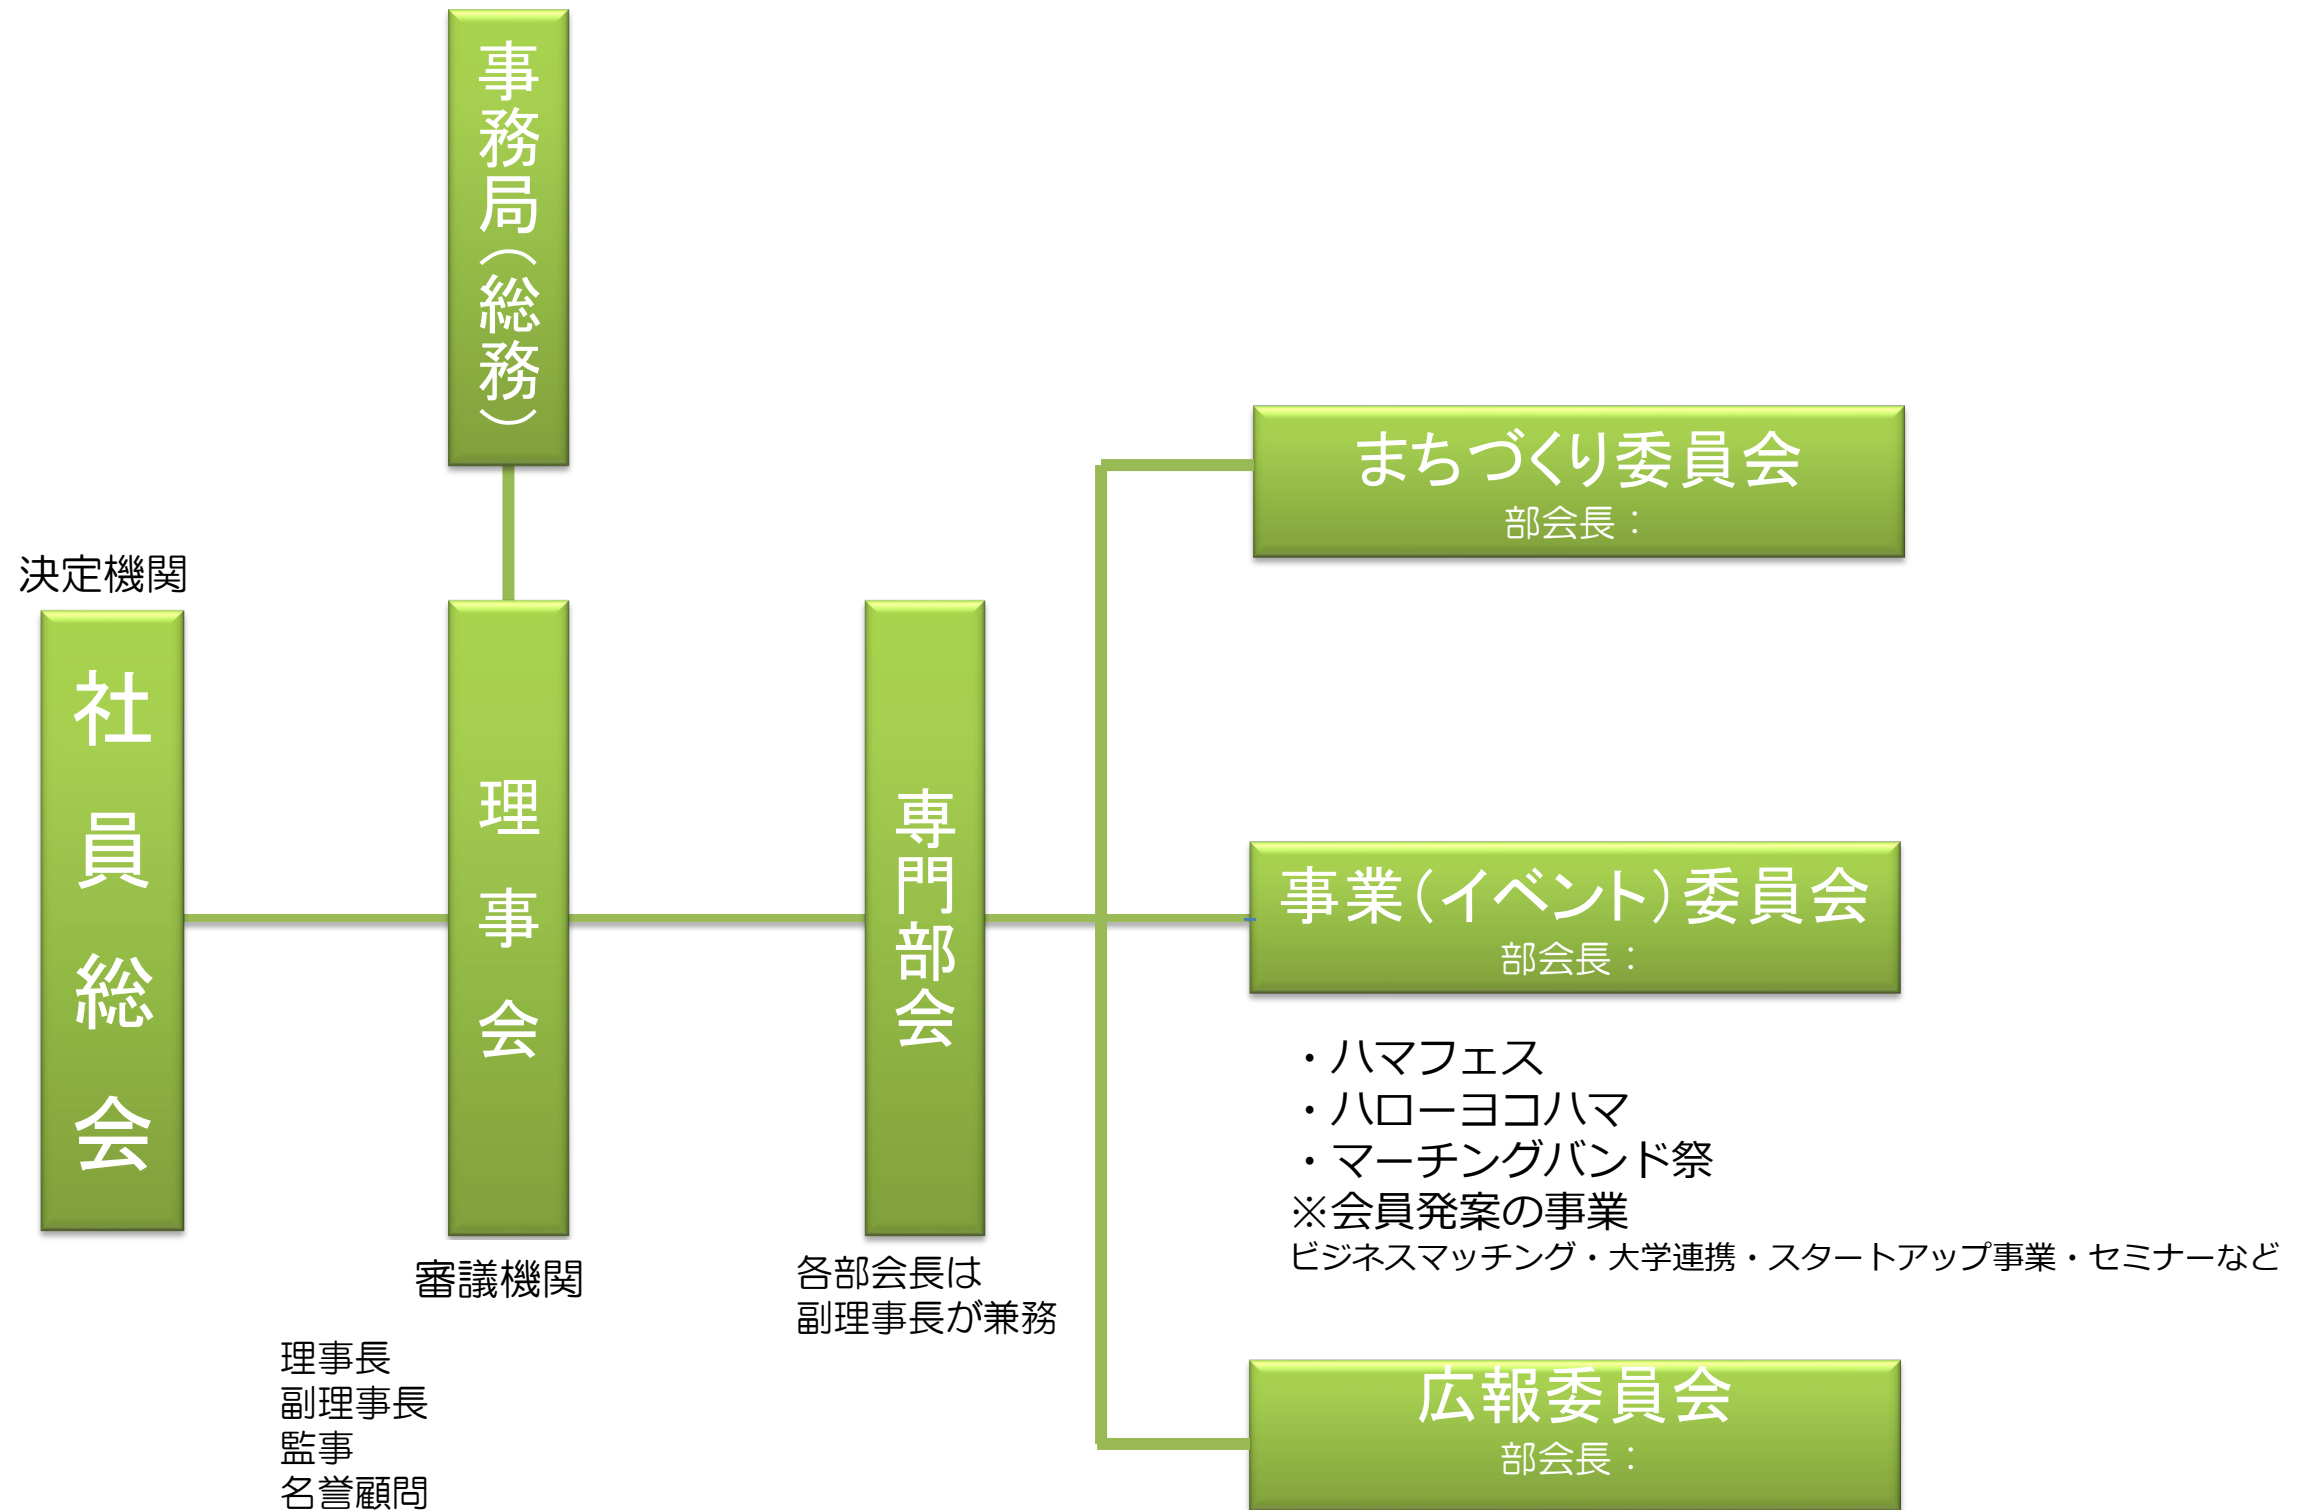 事務局(総務)
決定機関
社員総会
理事会
審議機関
理事長
副理事長
監事
名誉顧問
専門部会
各部会長は
副理事長が兼務
まちづくり委員会
部会長：
事業(イベント)委員会
部会長：
・ハマフェス
・ハローヨコハマ
・マーチングバンド祭
※会員発案の事業
ビジネスマッチング・大学連携・スタートアップ事業・セミナーなど
広報委員会
部会長：